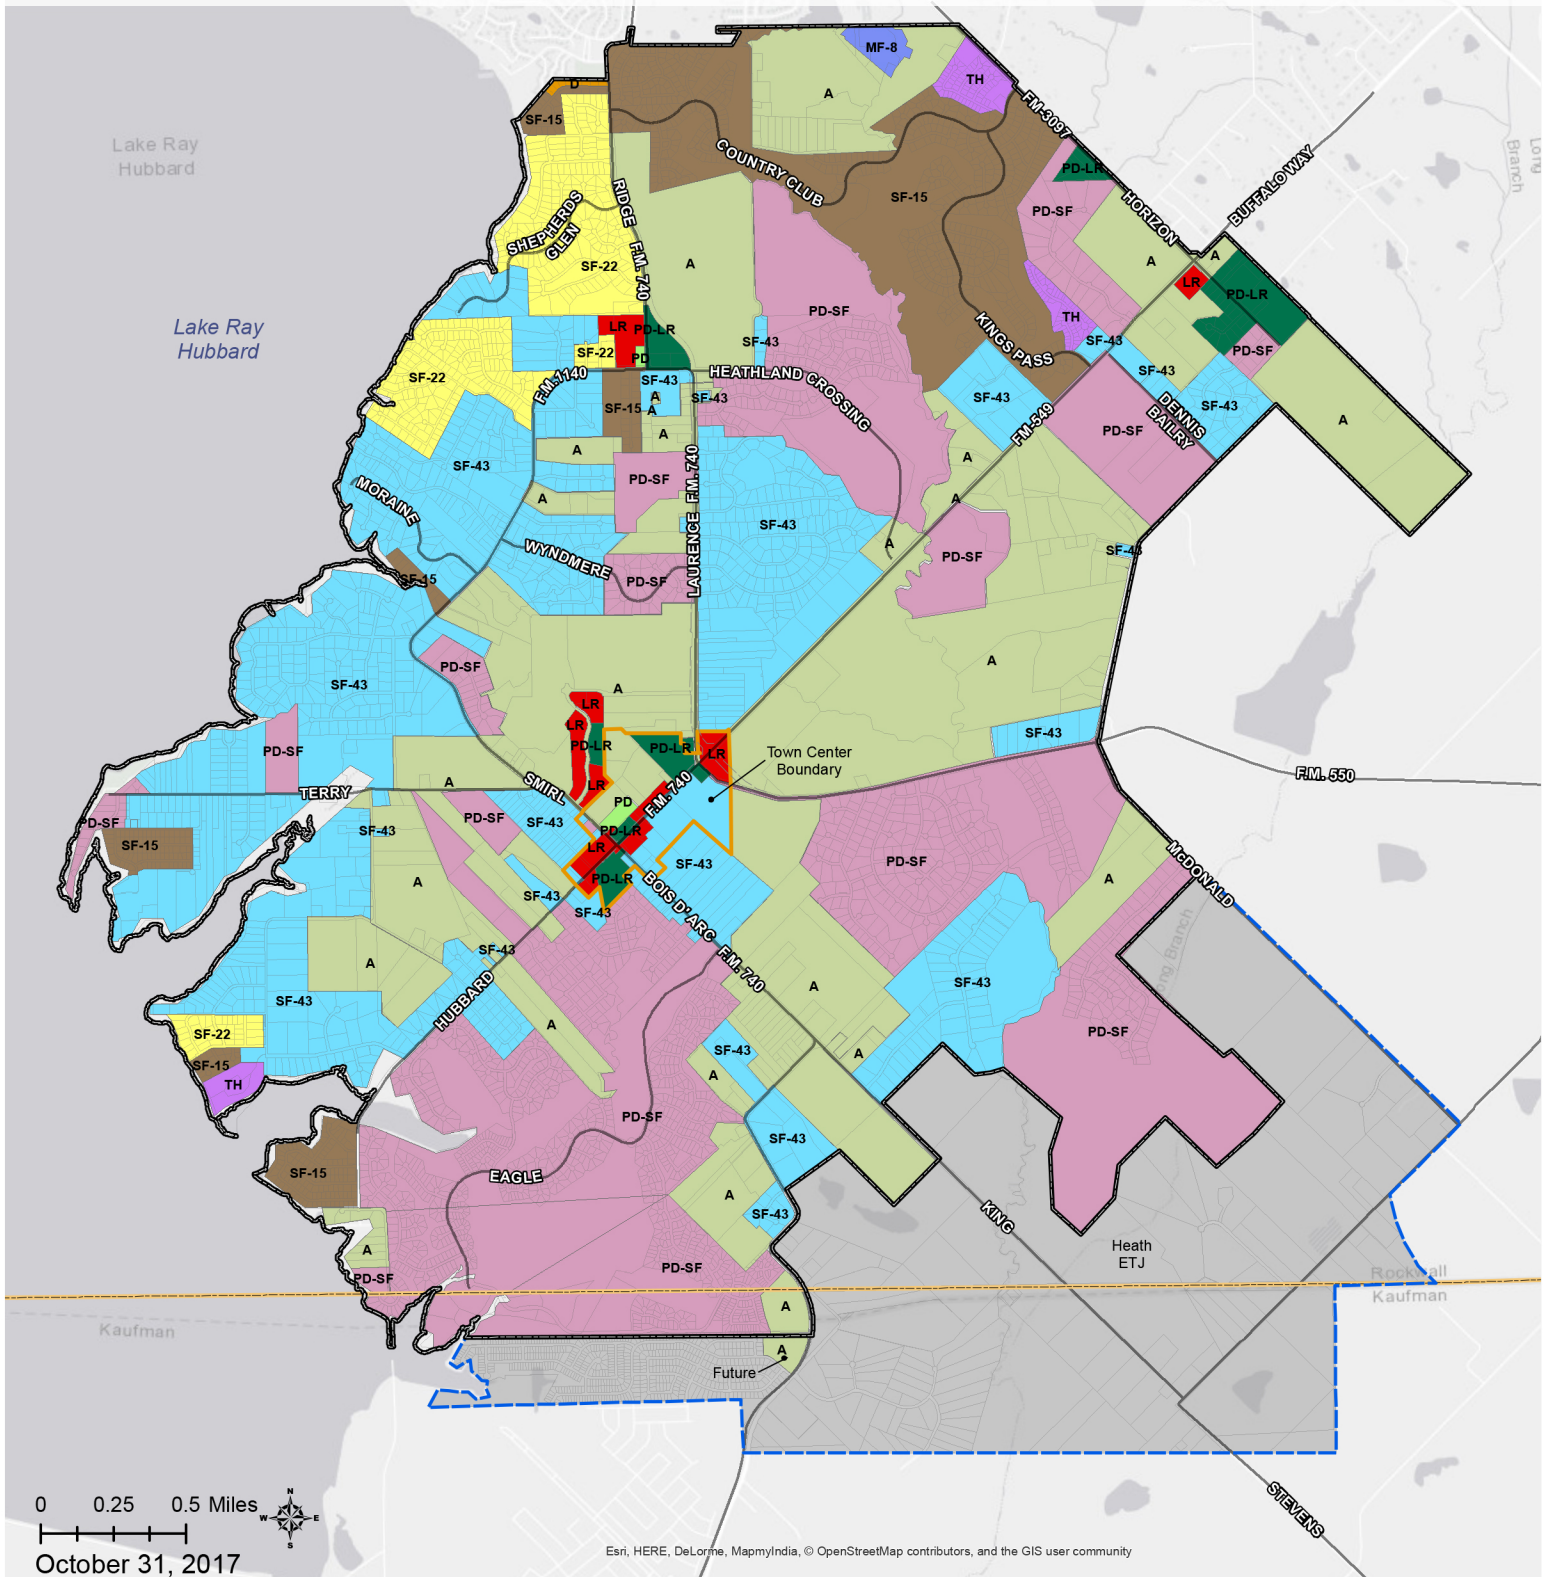 MF-8
TH
A
D
SF-15
FM-3097
Lake Ray
Hubbard
COUNTRY CLUB
PD-LR
BUFFALO WAY
Long
Branch
RIDGE F.M. 740
SF-15
PD-SF
HORIZON
SHEPHERDS
GLEN
SF-22
A
A
A
LR
PD-LR
PD-SF
TH
Lake Ray
Hubbard
LR
PD-LR
SF-22
PD
SF-43
KINGS PASS
SF-43
PD-SF
SF-22
F.M.1140
SF-43
HEATHLAND CROSSING
SF-43
SF-15
A
A
SF-43
SF-43
FM-549
DENNIS
BAILRY
SF-43
A
A
PD-SF
A
A
SF-43
PD-SF
A
A
MORAINE
LAURENCE F.M. 740
SF-43
WYNDMERE
A
PD-SF
SF-43
SF-15
PD-SF
PD-SF
A
SF-43
A
LR
LR
PD-LR
PD-LR
LR
SF-43
PD-SF
Town Center
Boundary
F.M. 550
TERRY
A
SMIRL
LR
PD
F.M. 740
PD-SF
SF-43
PD-SF
SF-43
PD-LR
SF-15
LR
SF-43
PD-SF
McDONALD
A
PD-LR
A
SF-43
BOIS D' ARC F.M. 740
SF-43
SF-43
A
HUBBARD
SF-43
A
SF-43
A
PD-SF
SF-22
SF-43
A
SF-15
A
TH
PD-SF
SF-43
SF-15
EAGLE
A
SF-43
KING
A
Heath
ETJ
PD-SF
PD-SF
Rockwall
Kaufman
Kaufman
A
A
Future
0 0.25 0.5 Miles
N
W E
S
STEVENS
October 31, 2017
Esri, HERE, DeLorme, MapmyIndia, © OpenStreetMap contributors, and the GIS user community